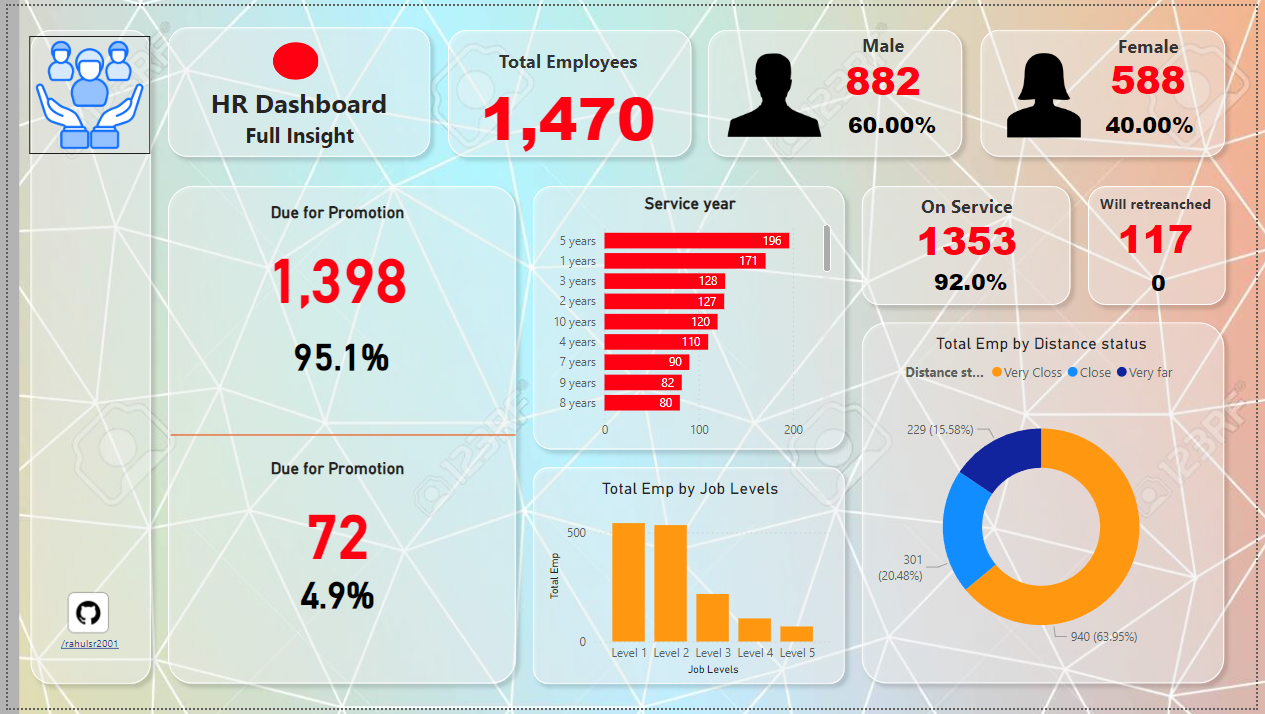 HR Dashboard
Full Insight
Total Employees
1,470
Male
882
60.00%
Female
588
40.00%
Due for Promotion
1,398
95.1%
Due for Promotion
72
4.9%
Service year
5 years 196
1 years 171
3 years 128
2 years 127
10 years 120
4 years 110
7 years 90
9 years 82
8 years 80
0 100 200
On Service
1353
92.0%
Will retreanched
117
0
Total Emp by Job Levels
Total Emp
500
0
Level 1 Level 2 Level 3 Level 4 Level 5
Job Levels
Total Emp by Distance status
Distance st... Very Closs Close Very far
229 (15.58%)
301
(20.48%)
940 (63.95%)
/rahulsr2001
@123RF
@123RF
@123RF